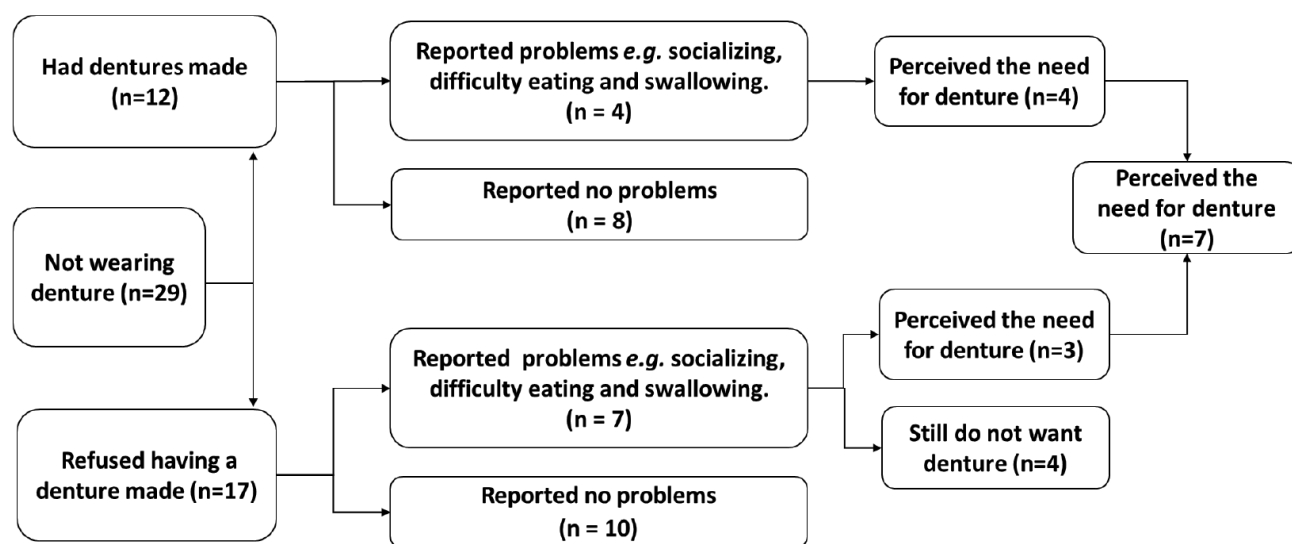 Had dentures made
(n=12)
Reported problems e.g. socializing,
difficulty eating and swallowing.
(n = 4)
Perceived the need
for denture (n=4)
Reported no problems
(n = 8)
Perceived the
need for denture
(n=7)
Not wearing
denture (n=29)
Perceived the need
for denture (n=3)
Reported problems e.g. socializing,
difficulty eating and swallowing.
(n = 7)
Still do not want
denture (n=4)
Refused having a
denture made (n=17)
Reported no problems
(n = 10)